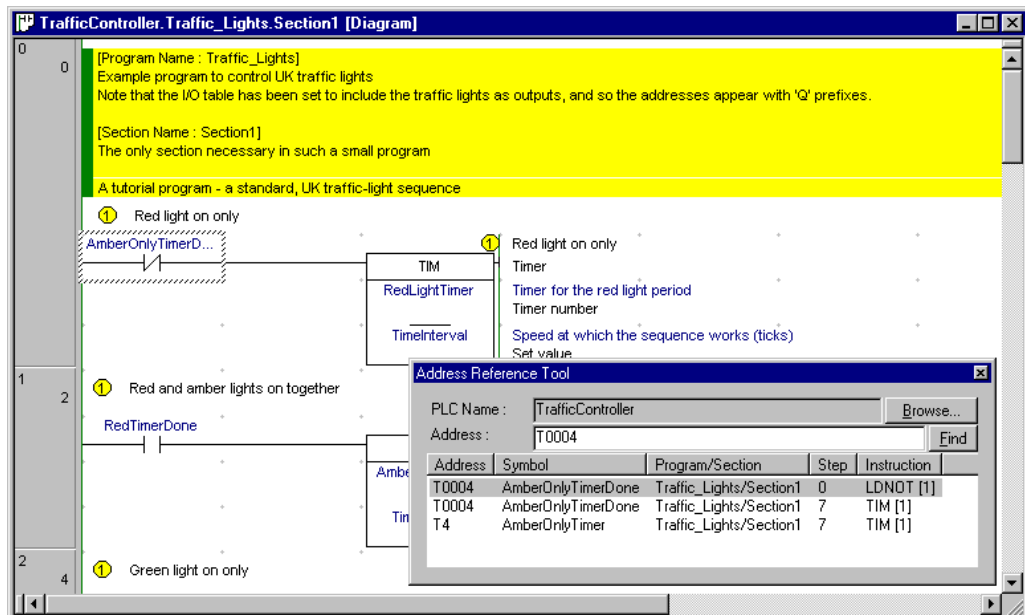 TrafficController.Traffic_Lights.Section1 [Diagram]
0
0
[Program Name : Traffic_Lights]
Example program to control UK traffic lights
Note that the I/O table has been set to include the traffic lights as outputs, and so the addresses appear with 'Q' prefixes.
[Section Name : Section1]
The only section necessary in such a small program
A tutorial program - a standard, UK traffic-light sequence
1 Red light on only
AmberOnlyTimerD...
1 Red light on only
TIM Timer
RedLightTimer Timer for the red light period
Timer number
TimeInterval Speed at which the sequence works (ticks)
Set value
1
2
1 Red and amber lights on together
RedTimerDone
Ambe
Tin
Address Reference Tool
PLC Name : TrafficController Browse...
Address : T0004 Find
Address Symbol Program/Section Step Instruction
T0004 AmberOnlyTimerDone Traffic_Lights/Section1 0 LDNOT [1]
T0004 AmberOnlyTimerDone Traffic_Lights/Section1 7 TIM [1]
T4 AmberOnlyTimer Traffic_Lights/Section1 7 TIM [1]
2
4
1 Green light on only